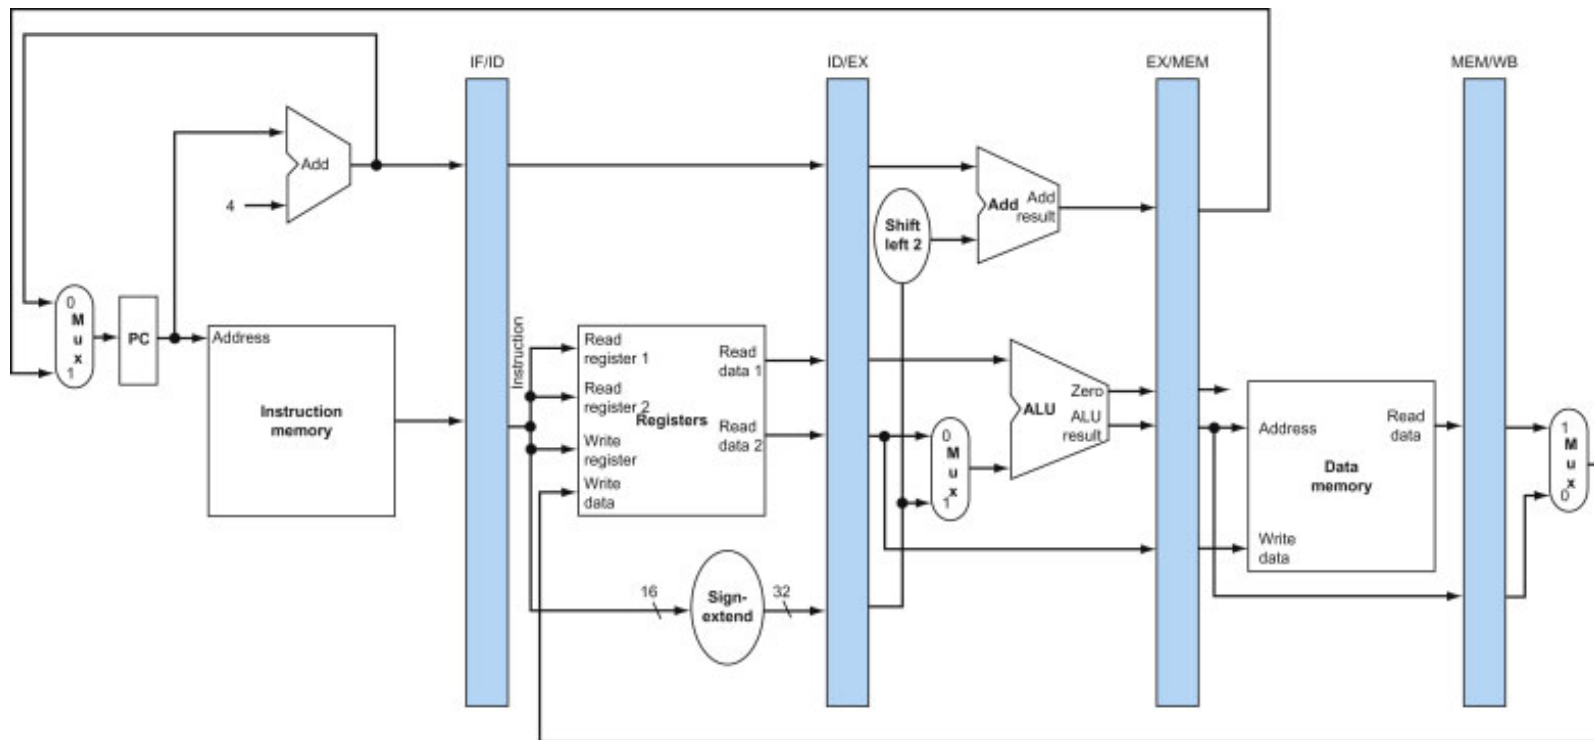 IF/ID
ID/EX
EX/MEM
MEM/WB
Add
4
Add
Add
result
Shift
left 2
0
M
u
x
1
PC
Address
Instruction
memory
Instruction
Read
register 1
Read
register 2
Write
register
Write
data
Registers
Read
data 1
Read
data 2
16
Sign-
extend
32
0
M
u
x
1
ALU
Zero
ALU
result
Address
Read
data
Data
memory
Write
data
1
M
u
x
0